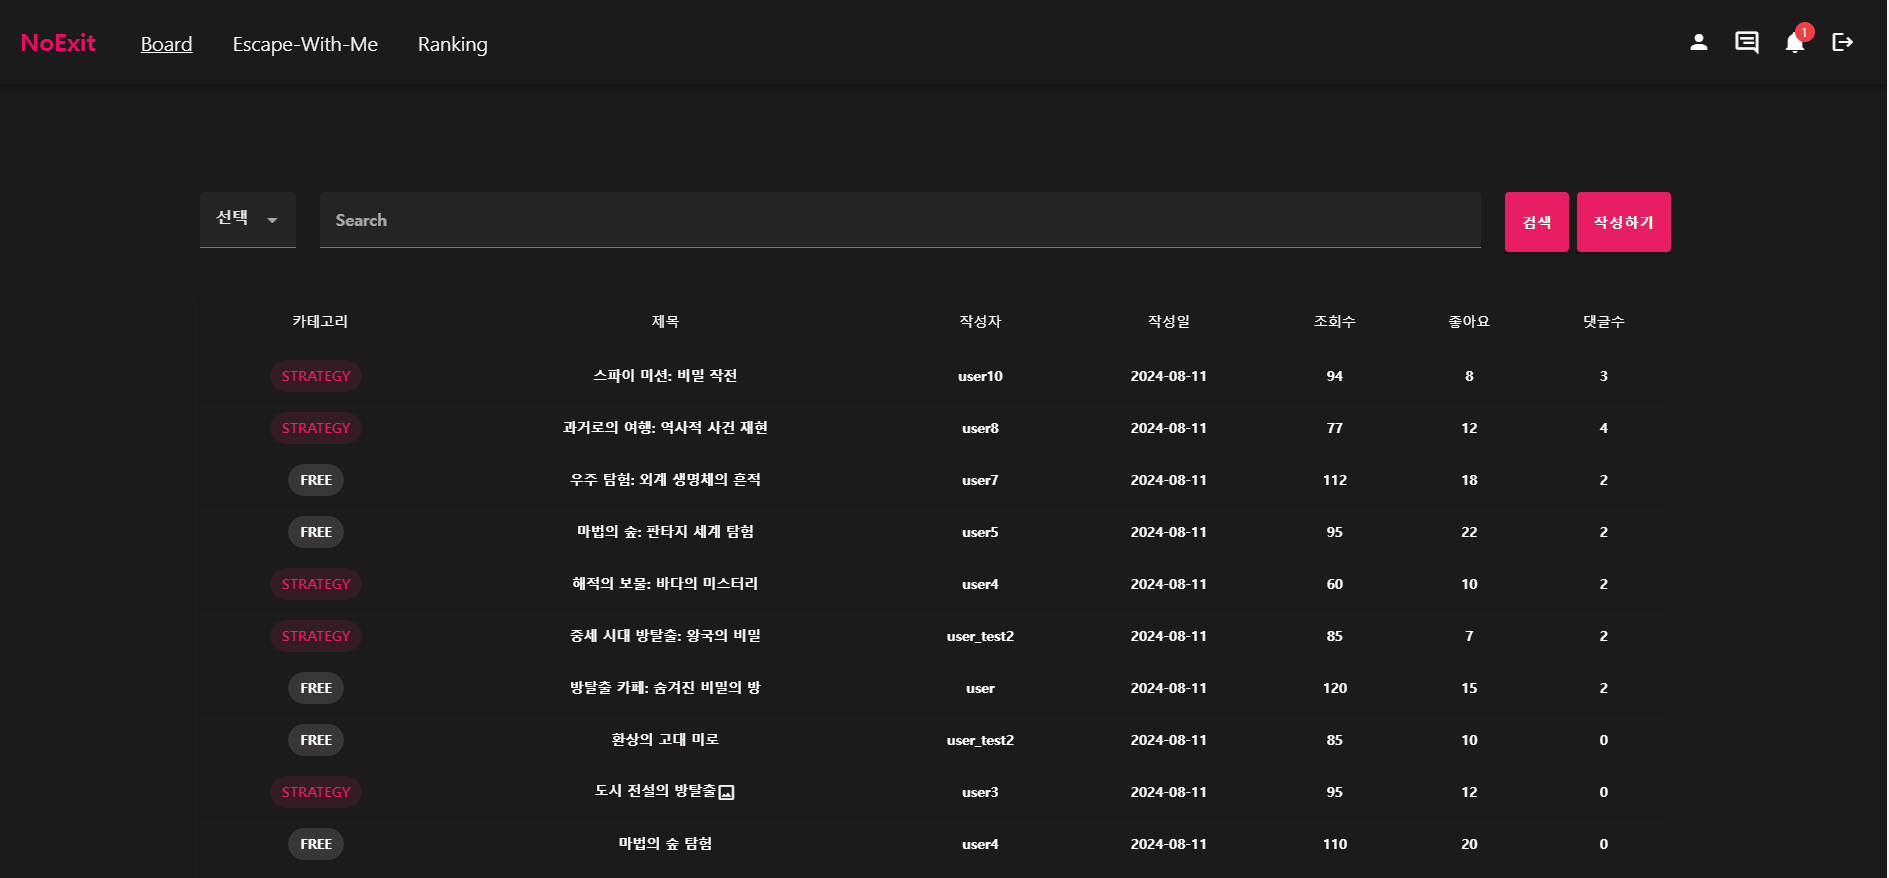 NoExit Board Escape-With-Me Ranking 1
선택 Search 검색 작성하기
카테고리 제목 작성자 작성일 조회수 좋아요 댓글수
STRATEGY 스파이 미션: 비밀 작전 user10 2024-08-11 94 8 3
STRATEGY 과거로의 여행: 역사적 사건 재현 user8 2024-08-11 77 12 4
FREE 우주 탐험: 외계 생명체의 흔적 user7 2024-08-11 112 18 2
FREE 마법의 숲: 판타지 세계 탐험 user5 2024-08-11 95 22 2
STRATEGY 해적의 보물: 바다의 미스터리 user4 2024-08-11 60 10 2
STRATEGY 중세 시대 방탈출: 왕국의 비밀 user_test2 2024-08-11 85 7 2
FREE 방탈출 카페: 숨겨진 비밀의 방 user 2024-08-11 120 15 2
FREE 환상의 고대 미로 user_test2 2024-08-11 85 10 0
STRATEGY 도시 전설의 방탈출 user3 2024-08-11 95 12 0
FREE 마법의 숲 탐험 user4 2024-08-11 110 20 0